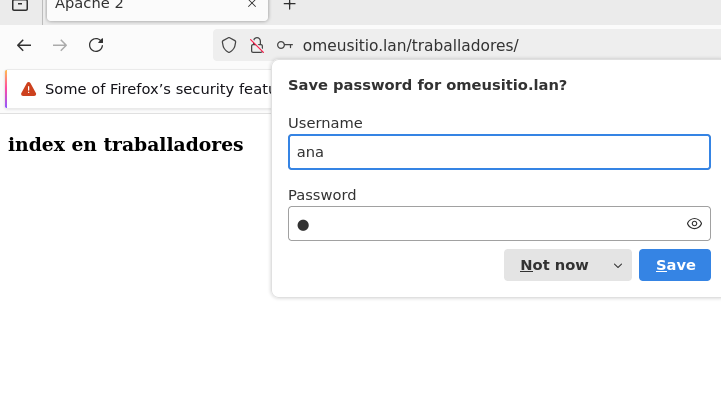 Apache 2
omeusitio.lan/traballadores/
Some of Firefox’s security featu
Save password for omeusitio.lan?
index en traballadores
Username
ana
Password
Not now
Save